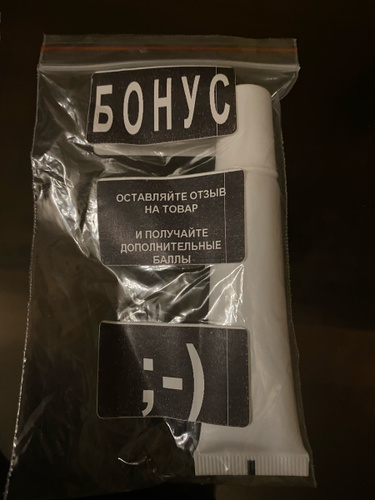 БОНУС
ОСТАВЛЯЙТЕ ОТЗЫВ
НА ТОВАР
И ПОЛУЧАЙТЕ
ДОПОЛНИТЕЛЬНЫЕ
БАЛЛЫ
;-)